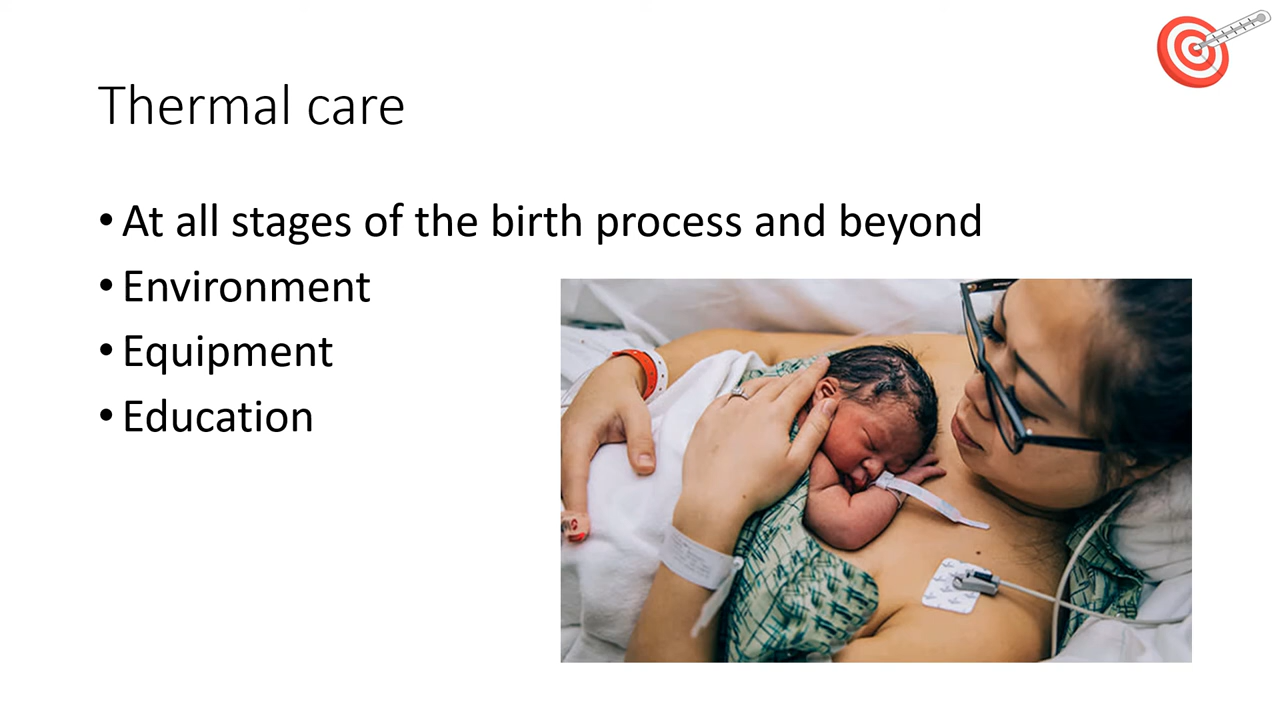 Thermal care
• At all stages of the birth process and beyond
• Environment
• Equipment
• Education